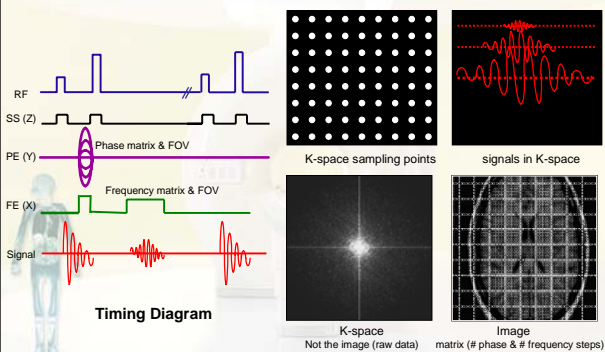 RF
SS (Z)
PE (Y)
Phase matrix & FOV
Frequency matrix & FOV
FE (X)
Signal
Timing Diagram
K-space sampling points
signals in K-space
K-space
Not the image (raw data)
Image
matrix (# phase & # frequency steps)